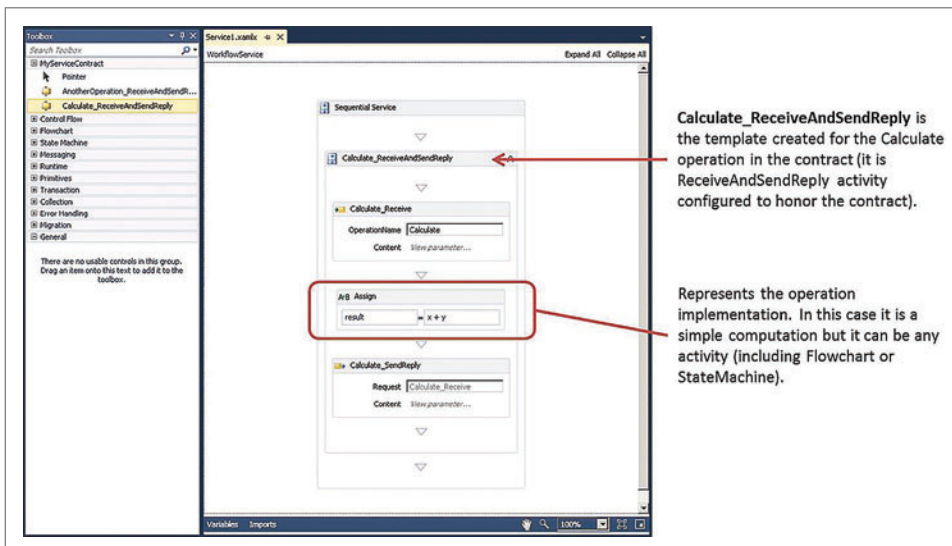 Toolbox
Search Toolbox
MyServiceContract
Pointer
AnotherOperation_ReceiveAndSendR...
Calculate_ReceiveAndSendReply
Control Flow
Flowchart
State Machine
Messaging
Runtime
Primitives
Transaction
Collection
Error Handling
Migration
General
There are no usable controls in this group.
Drag an item onto this text to add it to the
toolbox.
Service1.xamlx
WorkflowService
Expand All Collapse All
Sequential Service
Calculate_ReceiveAndSendReply
Calculate_Receive
OperationName Calculate
Content View parameter...
A+B Assign
result = x + y
Calculate_SendReply
Request Calculate_Receive
Content View parameter...
Variables Imports
100%
Calculate_ReceiveAndSendReply is
the template created for the Calculate
operation in the contract (it is
ReceiveAndSendReply activity
configured to honor the contract).
Represents the operation
implementation. In this case it is a
simple computation but it can be any
activity (including Flowchart or
StateMachine).